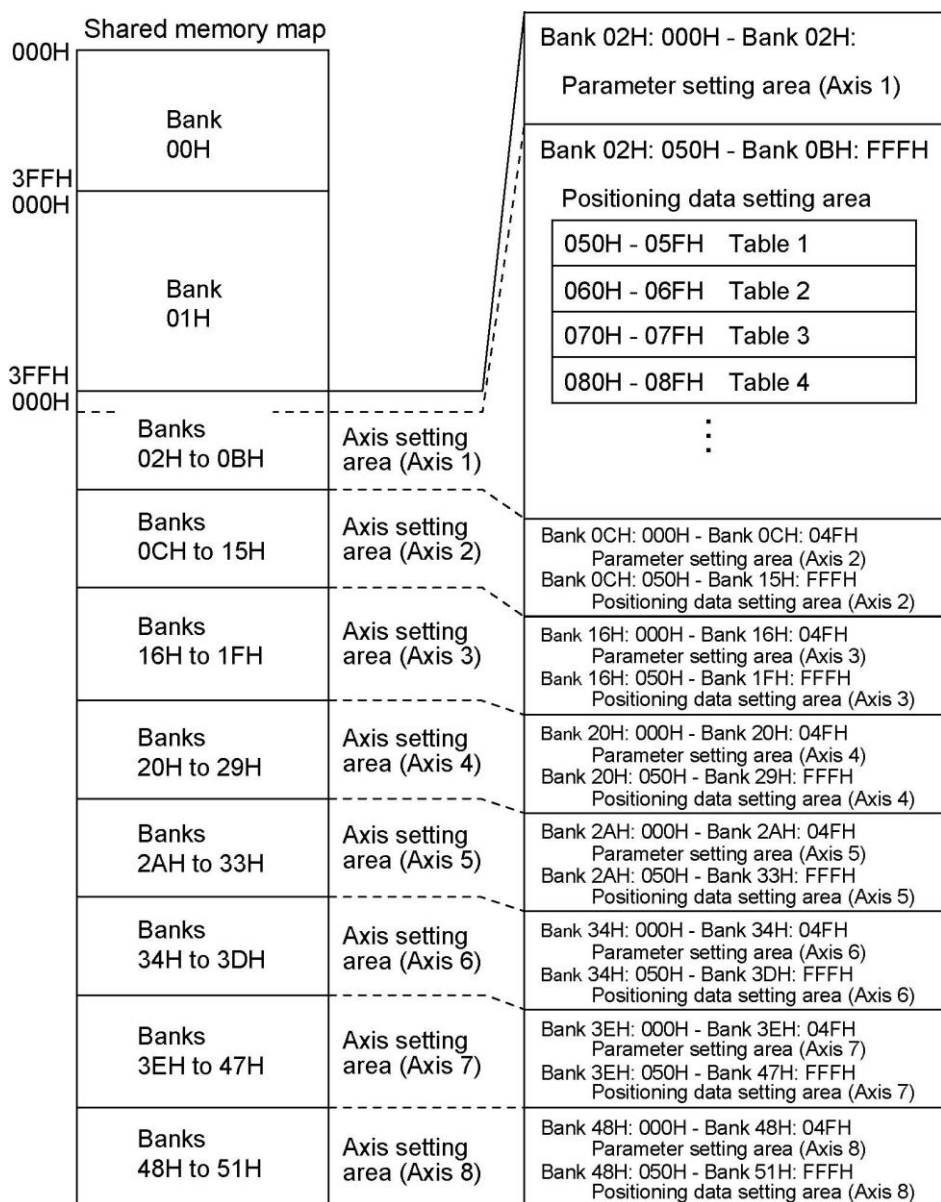 Shared memory map
000H
Bank
00H
3FFH
000H
Bank
01H
3FFH
000H
Banks
02H to 0BH
Axis setting
area (Axis 1)
Banks
0CH to 15H
Axis setting
area (Axis 2)
Banks
16H to 1FH
Axis setting
area (Axis 3)
Banks
20H to 29H
Axis setting
area (Axis 4)
Banks
2AH to 33H
Axis setting
area (Axis 5)
Banks
34H to 3DH
Axis setting
area (Axis 6)
Banks
3EH to 47H
Axis setting
area (Axis 7)
Banks
48H to 51H
Axis setting
area (Axis 8)
Bank 02H: 000H - Bank 02H:
Parameter setting area (Axis 1)
Bank 02H: 050H - Bank 0BH: FFFH
Positioning data setting area
050H - 05FH Table 1
060H - 06FH Table 2
070H - 07FH Table 3
080H - 08FH Table 4
⋮
Bank 0CH: 000H - Bank 0CH: 04FH
Parameter setting area (Axis 2)
Bank 0CH: 050H - Bank 15H: FFFH
Positioning data setting area (Axis 2)
Bank 16H: 000H - Bank 16H: 04FH
Parameter setting area (Axis 3)
Bank 16H: 050H - Bank 1FH: FFFH
Positioning data setting area (Axis 3)
Bank 20H: 000H - Bank 20H: 04FH
Parameter setting area (Axis 4)
Bank 20H: 050H - Bank 29H: FFFH
Positioning data setting area (Axis 4)
Bank 2AH: 000H - Bank 2AH: 04FH
Parameter setting area (Axis 5)
Bank 2AH: 050H - Bank 33H: FFFH
Positioning data setting area (Axis 5)
Bank 34H: 000H - Bank 34H: 04FH
Parameter setting area (Axis 6)
Bank 34H: 050H - Bank 3DH: FFFH
Positioning data setting area (Axis 6)
Bank 3EH: 000H - Bank 3EH: 04FH
Parameter setting area (Axis 7)
Bank 3EH: 050H - Bank 47H: FFFH
Positioning data setting area (Axis 7)
Bank 48H: 000H - Bank 48H: 04FH
Parameter setting area (Axis 8)
Bank 48H: 050H - Bank 51H: FFFH
Positioning data setting area (Axis 8)